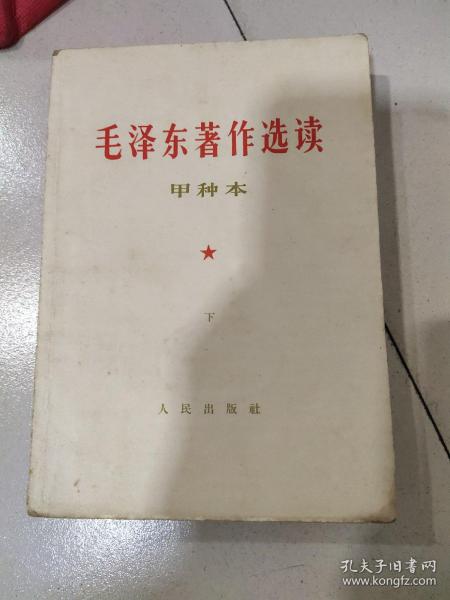 毛泽东著作选读
甲种本
下
人民出版社
孔夫子旧书网
www.kongfz.com